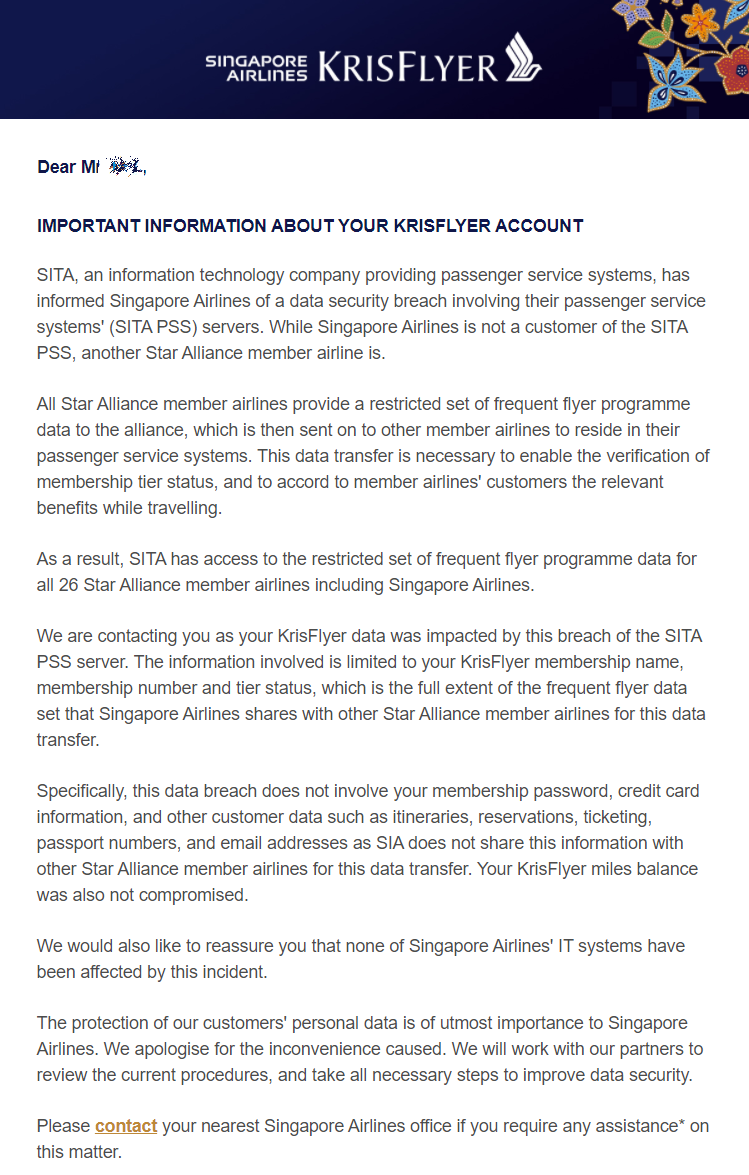 SINGAPORE
AIRLINES KRISFLYER
Dear
IMPORTANT INFORMATION ABOUT YOUR KRISFLYER ACCOUNT
SITA, an information technology company providing passenger service systems, has
informed Singapore Airlines of a data security breach involving their passenger service
systems' (SITA PSS) servers. While Singapore Airlines is not a customer of the SITA
PSS, another Star Alliance member airline is.
All Star Alliance member airlines provide a restricted set of frequent flyer programme
data to the alliance, which is then sent on to other member airlines to reside in their
passenger service systems. This data transfer is necessary to enable the verification of
membership tier status, and to accord to member airlines' customers the relevant
benefits while travelling.
As a result, SITA has access to the restricted set of frequent flyer programme data for
all 26 Star Alliance member airlines including Singapore Airlines.
We are contacting you as your KrisFlyer data was impacted by this breach of the SITA
PSS server. The information involved is limited to your KrisFlyer membership name,
membership number and tier status, which is the full extent of the frequent flyer data
set that Singapore Airlines shares with other Star Alliance member airlines for this data
transfer.
Specifically, this data breach does not involve your membership password, credit card
information, and other customer data such as itineraries, reservations, ticketing,
passport numbers, and email addresses as SIA does not share this information with
other Star Alliance member airlines for this data transfer. Your KrisFlyer miles balance
was also not compromised.
We would also like to reassure you that none of Singapore Airlines' IT systems have
been affected by this incident.
The protection of our customers' personal data is of utmost importance to Singapore
Airlines. We apologise for the inconvenience caused. We will work with our partners to
review the current procedures, and take all necessary steps to improve data security.
Please contact your nearest Singapore Airlines office if you require any assistance* on
this matter.